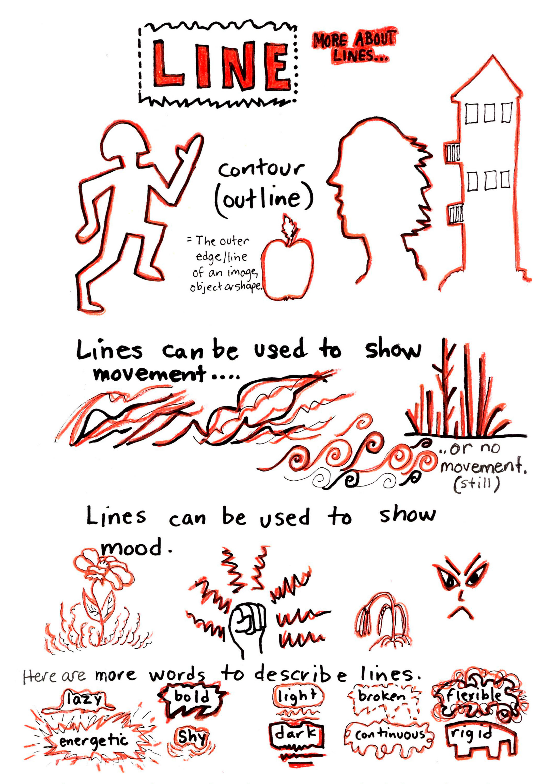 LINE
MORE ABOUT
LINES...
contour
(outline)
= The outer
edge/line
of an image,
object or shape.
Lines can be used to show
movement....
...or no
movement.
(still)
Lines can be used to show
mood.
Here are more words to describe lines.
lazy bold light broken flexible
energetic shy dark continuous rigid